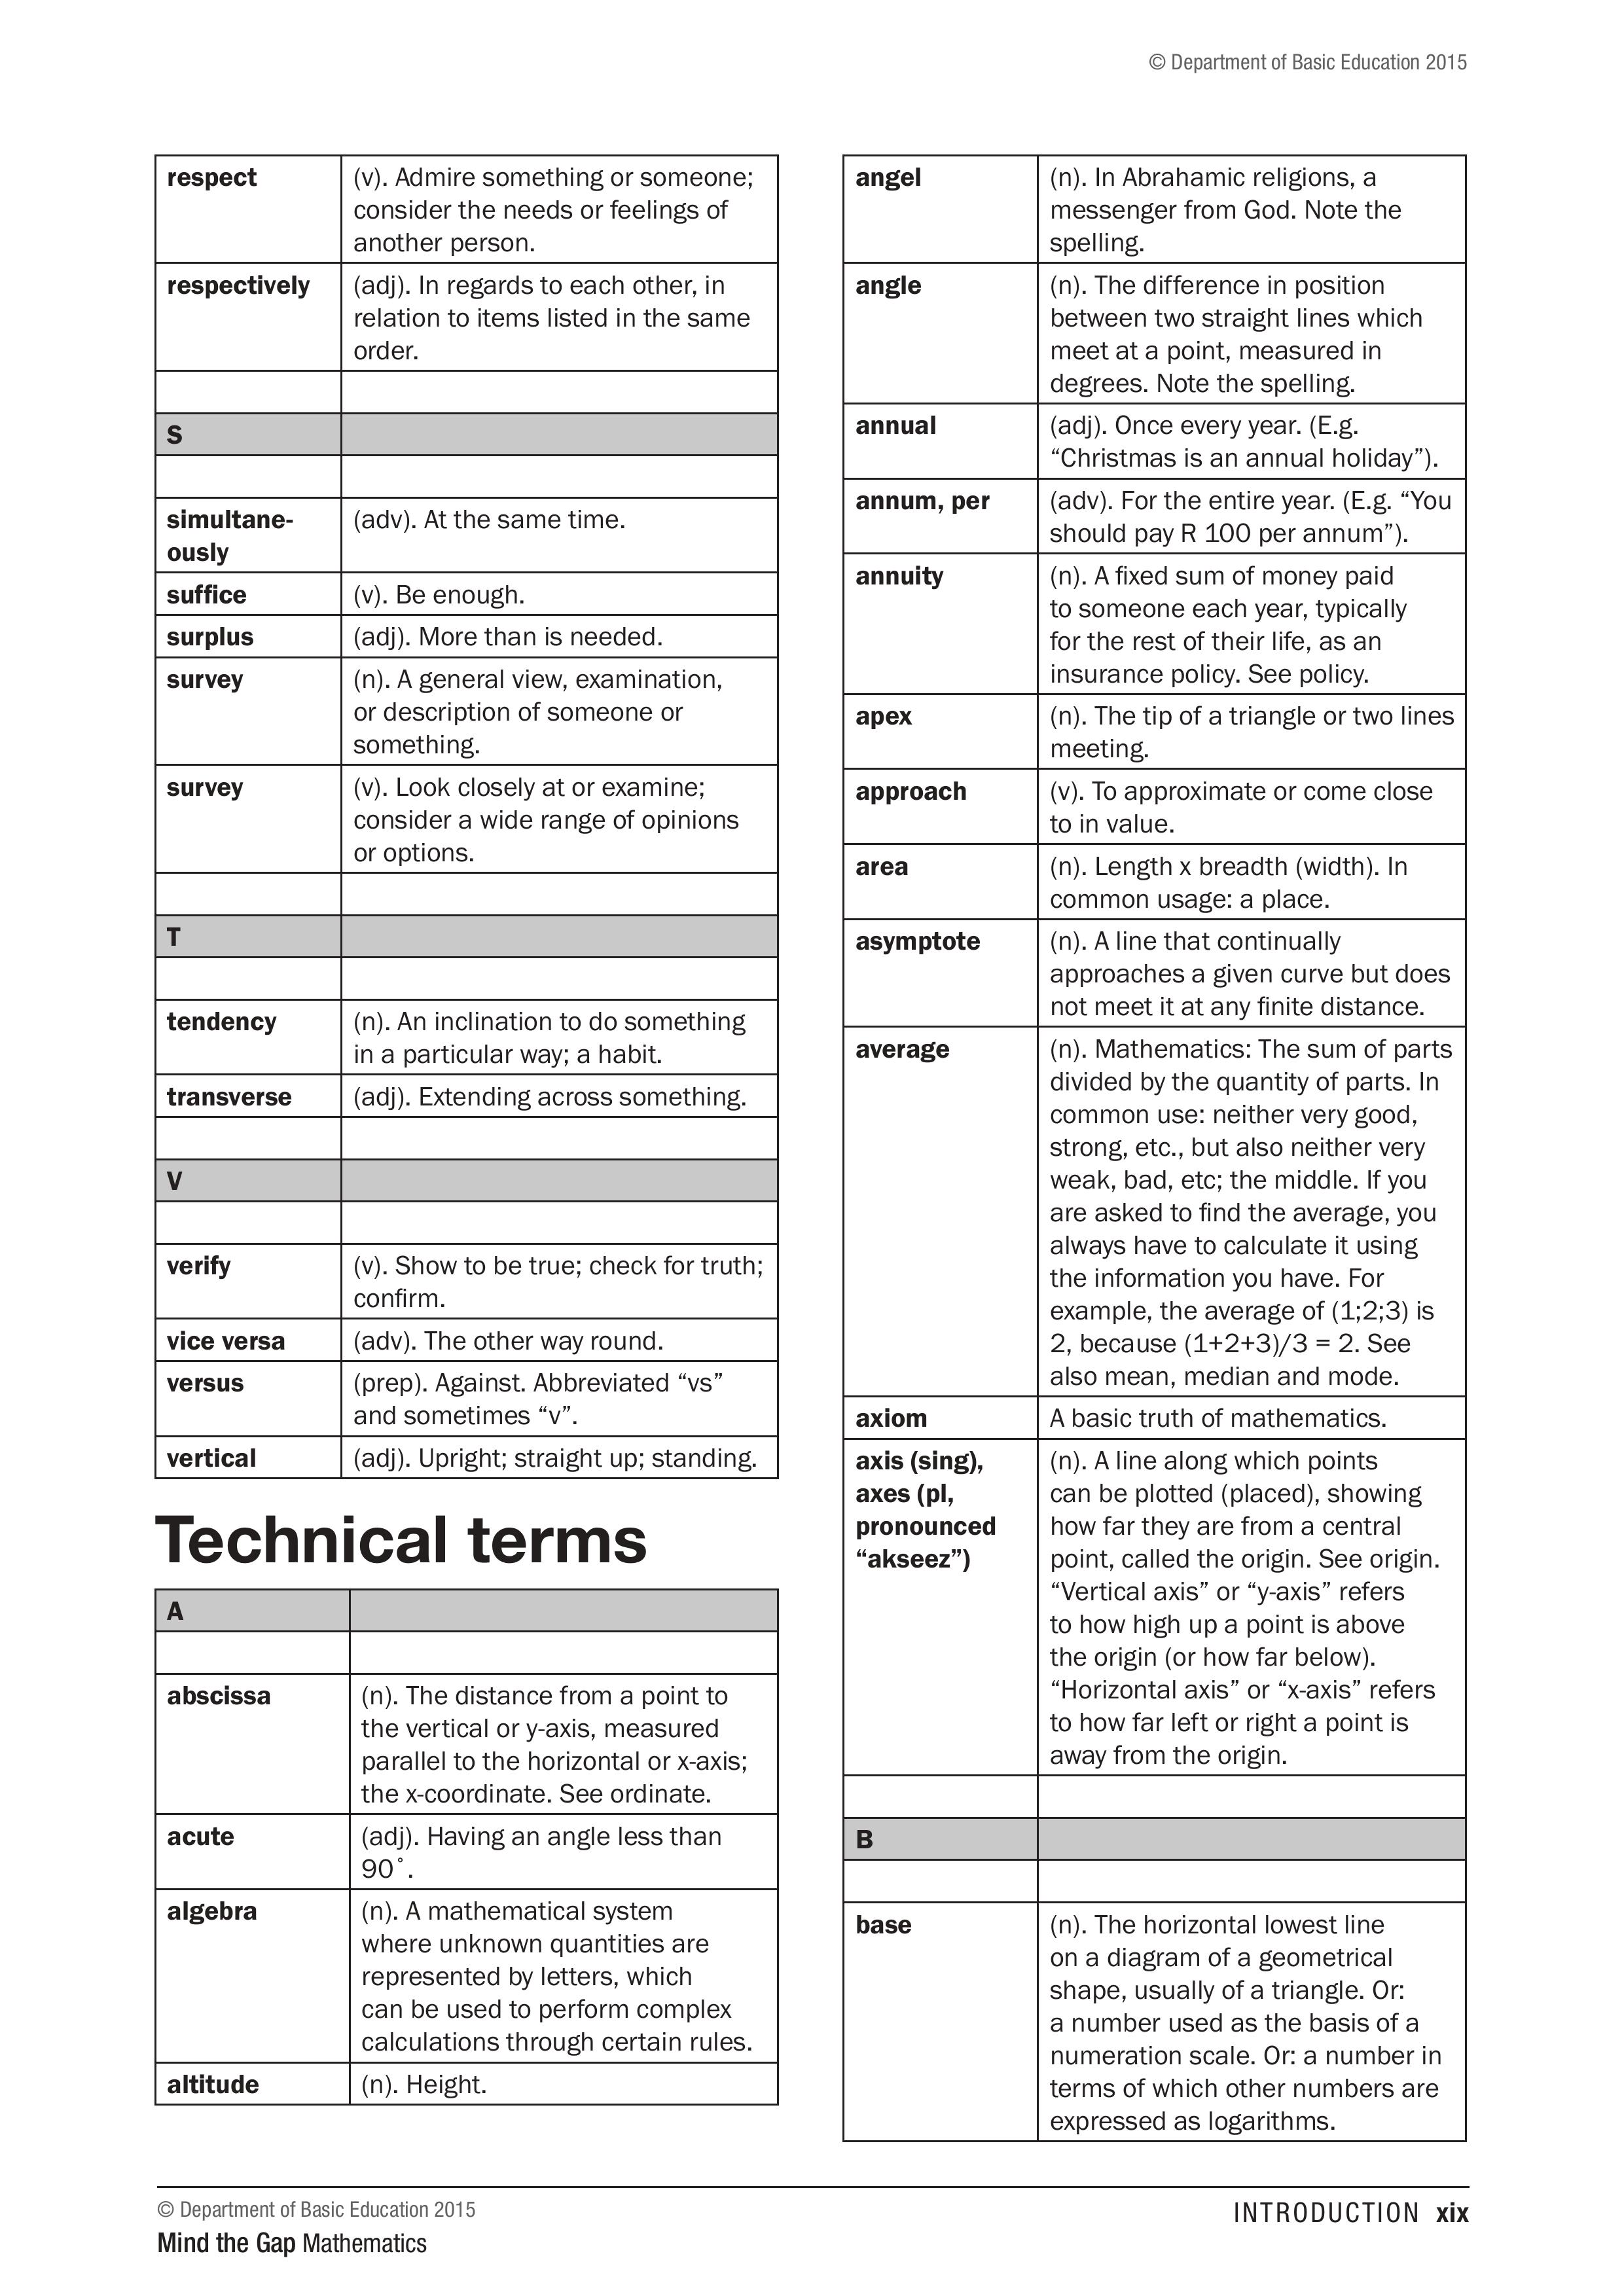 © Department of Basic Education 2015
respect (v). Admire something or someone;
consider the needs or feelings of
another person.
respectively (adj). In regards to each other, in
relation to items listed in the same
order.
S
simultane- (adv). At the same time.
ously
suffice (v). Be enough.
surplus (adj). More than is needed.
survey (n). A general view, examination,
or description of someone or
something.
survey (v). Look closely at or examine;
consider a wide range of opinions
or options.
T
tendency (n). An inclination to do something
in a particular way; a habit.
transverse (adj). Extending across something.
V
verify (v). Show to be true; check for truth;
confirm.
vice versa (adv). The other way round.
versus (prep). Against. Abbreviated “vs”
and sometimes “v”.
vertical (adj). Upright; straight up; standing.
Technical terms
A
abscissa (n). The distance from a point to
the vertical or y-axis, measured
parallel to the horizontal or x-axis;
the x-coordinate. See ordinate.
acute (adj). Having an angle less than
90˚.
algebra (n). A mathematical system
where unknown quantities are
represented by letters, which
can be used to perform complex
calculations through certain rules.
altitude (n). Height.
angel (n). In Abrahamic religions, a
messenger from God. Note the
spelling.
angle (n). The difference in position
between two straight lines which
meet at a point, measured in
degrees. Note the spelling.
annual (adj). Once every year. (E.g.
“Christmas is an annual holiday”).
annum, per (adv). For the entire year. (E.g. “You
should pay R 100 per annum”).
annuity (n). A fixed sum of money paid
to someone each year, typically
for the rest of their life, as an
insurance policy. See policy.
apex (n). The tip of a triangle or two lines
meeting.
approach (v). To approximate or come close
to in value.
area (n). Length x breadth (width). In
common usage: a place.
asymptote (n). A line that continually
approaches a given curve but does
not meet it at any finite distance.
average (n). Mathematics: The sum of parts
divided by the quantity of parts. In
common use: neither very good,
strong, etc., but also neither very
weak, bad, etc; the middle. If you
are asked to find the average, you
always have to calculate it using
the information you have. For
example, the average of (1;2;3) is
2, because (1+2+3)/3 = 2. See
also mean, median and mode.
axiom A basic truth of mathematics.
axis (sing), (n). A line along which points
axes (pl, can be plotted (placed), showing
pronounced how far they are from a central
“akseez”) point, called the origin. See origin.
“Vertical axis” or “y-axis” refers
to how high up a point is above
the origin (or how far below).
“Horizontal axis” or “x-axis” refers
to how far left or right a point is
away from the origin.
B
base (n). The horizontal lowest line
on a diagram of a geometrical
shape, usually of a triangle. Or:
a number used as the basis of a
numeration scale. Or: a number in
terms of which other numbers are
expressed as logarithms.
© Department of Basic Education 2015
INTRODUCTION xix
Mind the Gap Mathematics